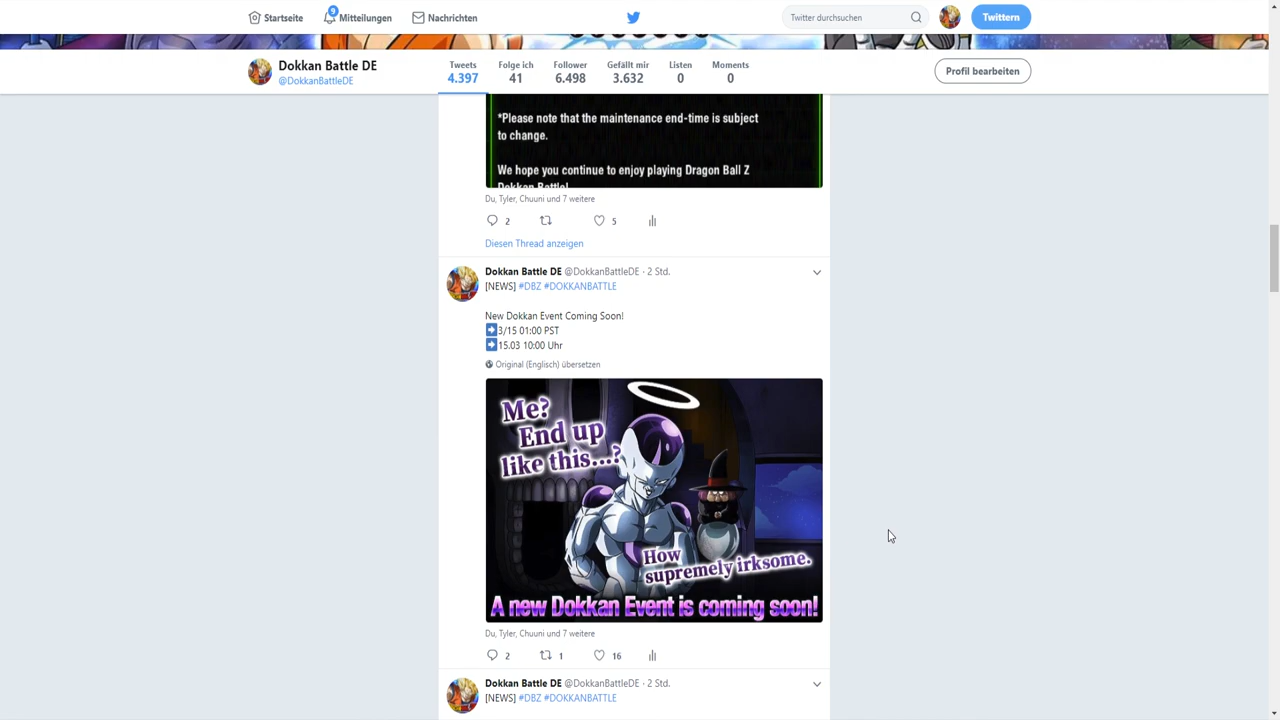 Startseite
9
Mitteilungen
Nachrichten
Twitter durchsuchen
Twittern
Dokkan Battle DE
@DokkanBattleDE
Tweets
4.397
Folge ich
41
Follower
6.498
Gefällt mir
3.632
Listen
0
Moments
0
Profil bearbeiten
*Please note that the maintenance end-time is subject
to change.
We hope you continue to enjoy playing Dragon Ball Z
Dokkan Battle!
Du, Tyler, Chuuni und 7 weitere
2
5
Diesen Thread anzeigen
Dokkan Battle DE @DokkanBattleDE · 2 Std.
[NEWS] #DBZ #DOKKANBATTLE
New Dokkan Event Coming Soon!
➡3/15 01:00 PST
➡15.03 10:00 Uhr
Original (Englisch) übersetzen
Me?
End up
like this...?
How
supremely irksome.
A new Dokkan Event is coming soon!
Du, Tyler, Chuuni und 7 weitere
2
1
16
Dokkan Battle DE @DokkanBattleDE · 2 Std.
[NEWS] #DBZ #DOKKANBATTLE